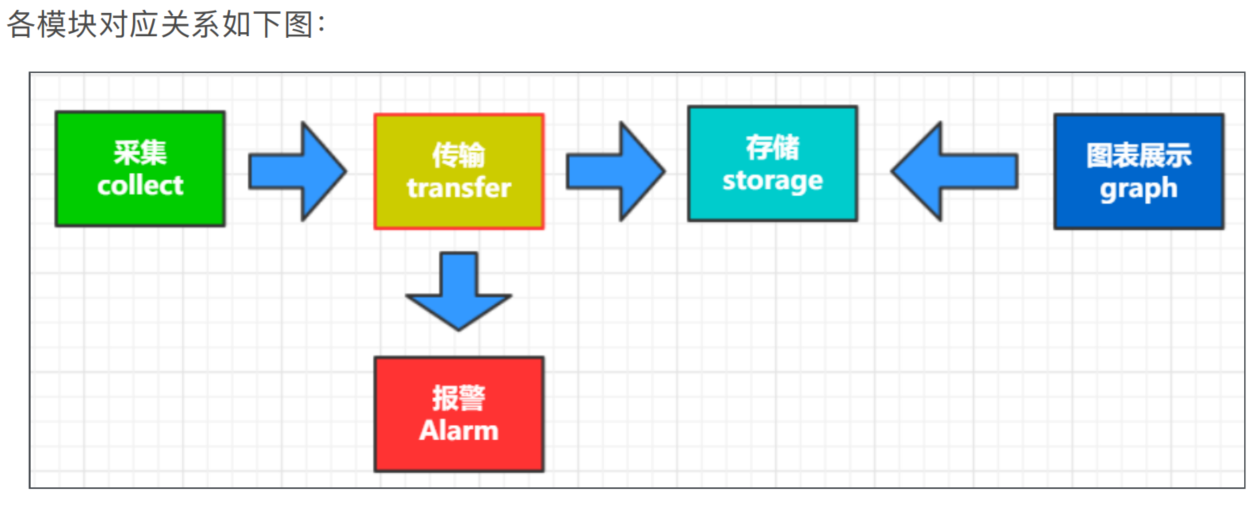 各模块对应关系如下图：
采集
collect
传输
transfer
存储
storage
图表展示
graph
报警
Alarm